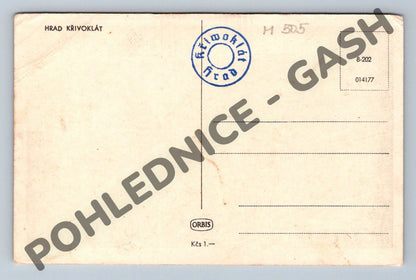 HRAD KŘIVOKLÁT
Křivoklát
Hrad
M 505
8-202
014177
POHLEDNICE - GASH
ORBIS
Kčs 1.—